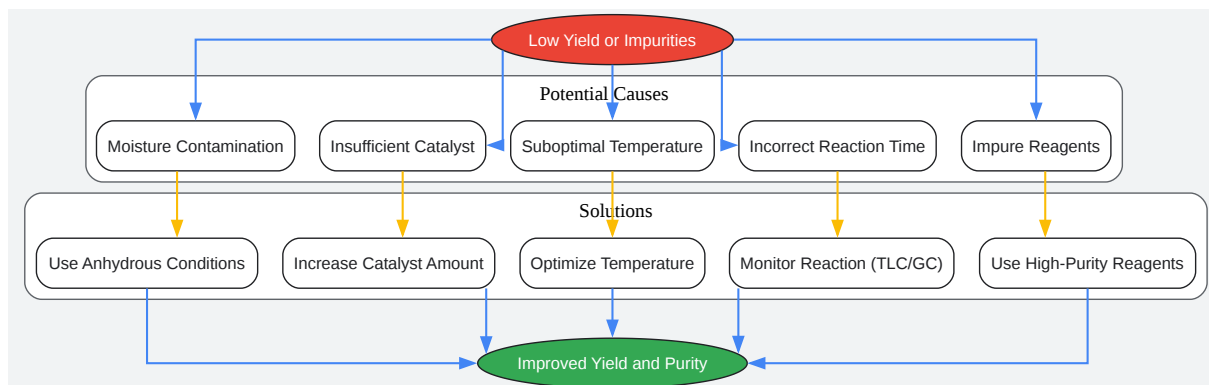 Low Yield or Impurities
Potential Causes
Moisture Contamination
Insufficient Catalyst
Suboptimal Temperature
Incorrect Reaction Time
Impure Reagents
Solutions
Use Anhydrous Conditions
Increase Catalyst Amount
Optimize Temperature
Monitor Reaction (TLC/GC)
Use High-Purity Reagents
Improved Yield and Purity